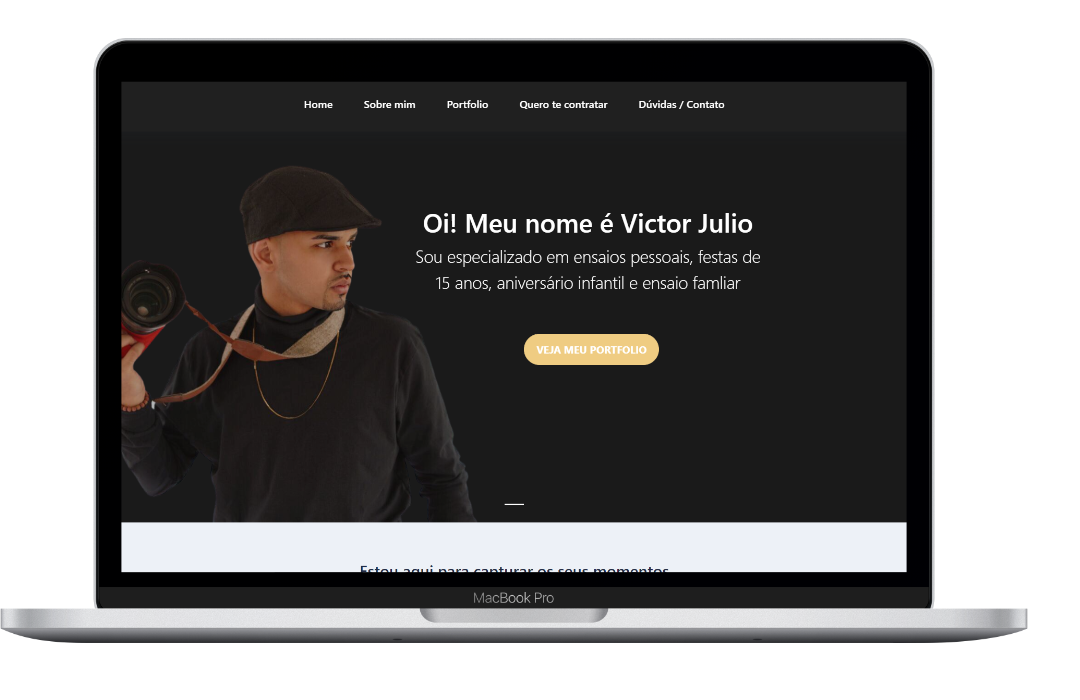 Home Sobre mim Portfolio Quero te contratar Dúvidas / Contato
Oi! Meu nome é Victor Julio
Sou especializado em ensaios pessoais, festas de
15 anos, aniversário infantil e ensaio famliar
VEJA MEU PORTFOLIO
Estou aqui para capturar os seus momentos
MacBook Pro